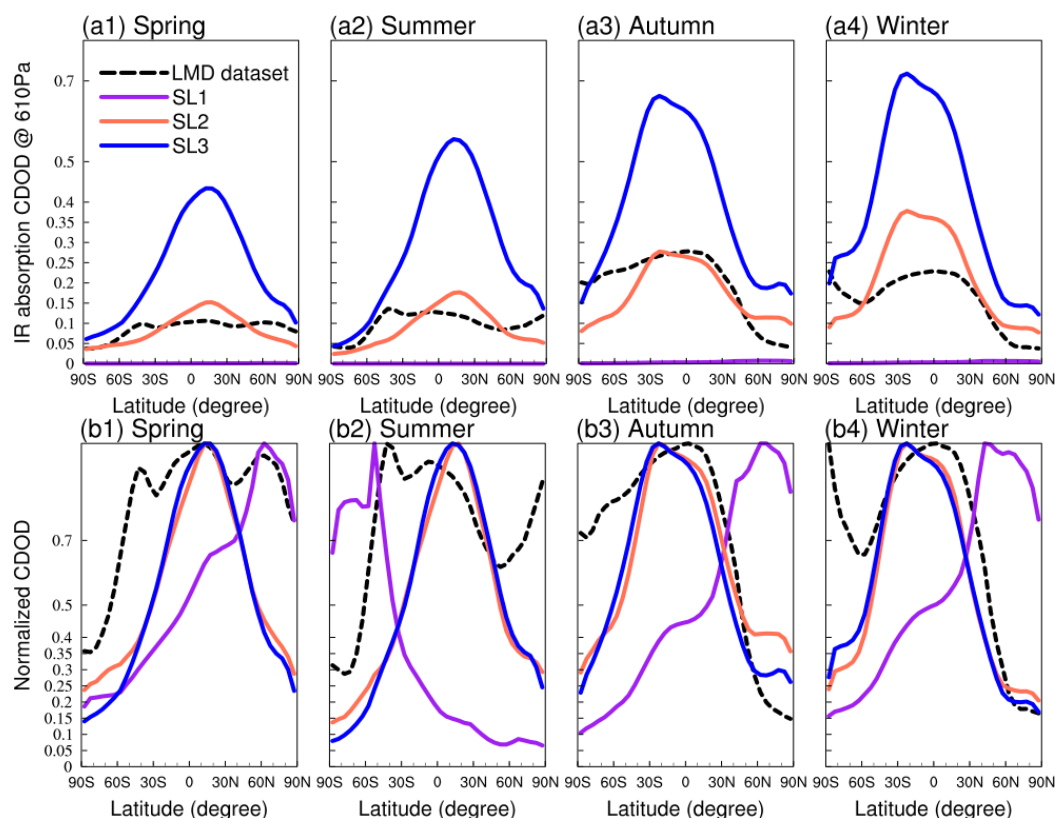 (a1) Spring
(a2) Summer
(a3) Autumn
(a4) Winter
IR absorption CDOD @ 610Pa
0.7
0.5
0.4
0.35
0.3
0.25
0.2
0.15
0.1
0.05
0
LMD dataset
SL1
SL2
SL3
90S 60S 30S 0 30N 60N 90N
90S 60S 30S 0 30N 60N 90N
90S 60S 30S 0 30N 60N 90N
90S 60S 30S 0 30N 60N 90N
Latitude (degree)
Latitude (degree)
Latitude (degree)
Latitude (degree)
(b1) Spring
(b2) Summer
(b3) Autumn
(b4) Winter
Normalized CDOD
0.7
0.5
0.4
0.35
0.3
0.25
0.2
0.15
0.1
0.05
0
90S 60S 30S 0 30N 60N 90N
90S 60S 30S 0 30N 60N 90N
90S 60S 30S 0 30N 60N 90N
90S 60S 30S 0 30N 60N 90N
Latitude (degree)
Latitude (degree)
Latitude (degree)
Latitude (degree)